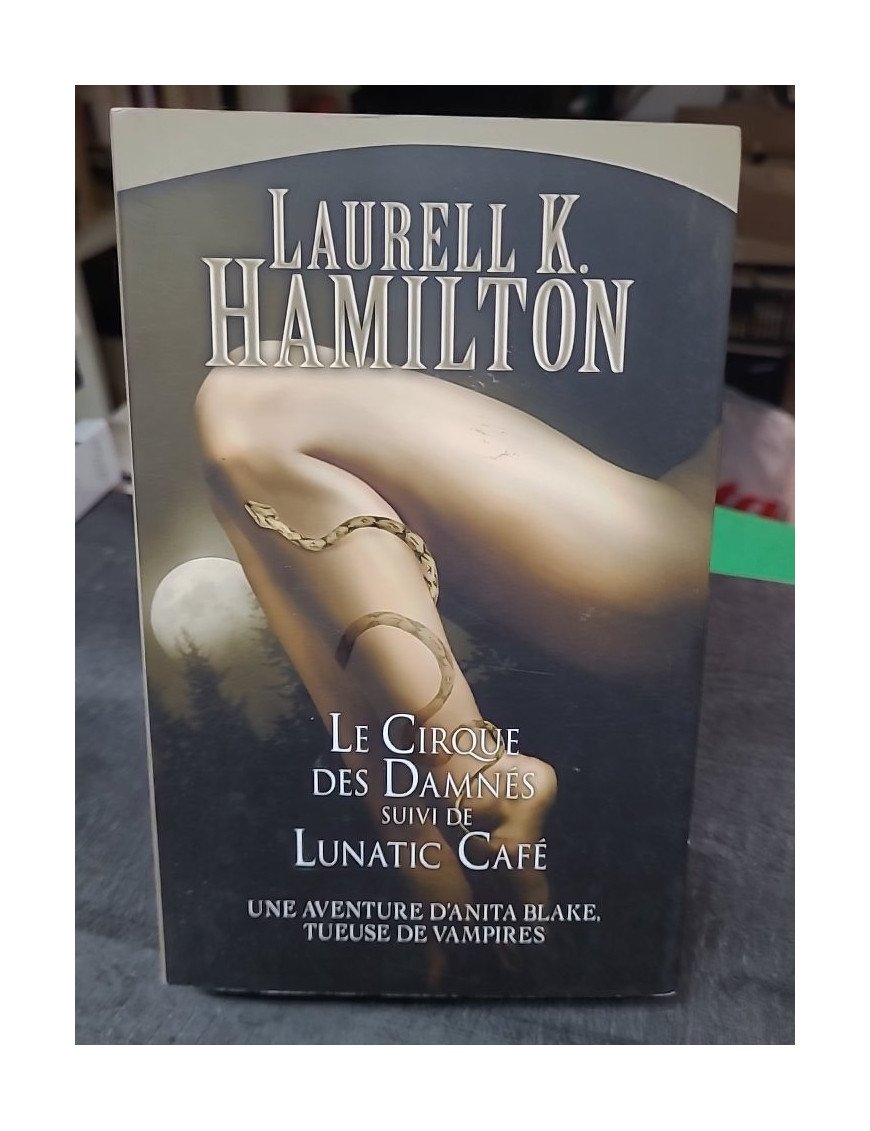 LAURELL K.
HAMILTON
LE CIRQUE
DES DAMNÉS
SUIVI DE
LUNATIC CAFÉ
UNE AVENTURE D'ANITA BLAKE,
TUEUSE DE VAMPIRES